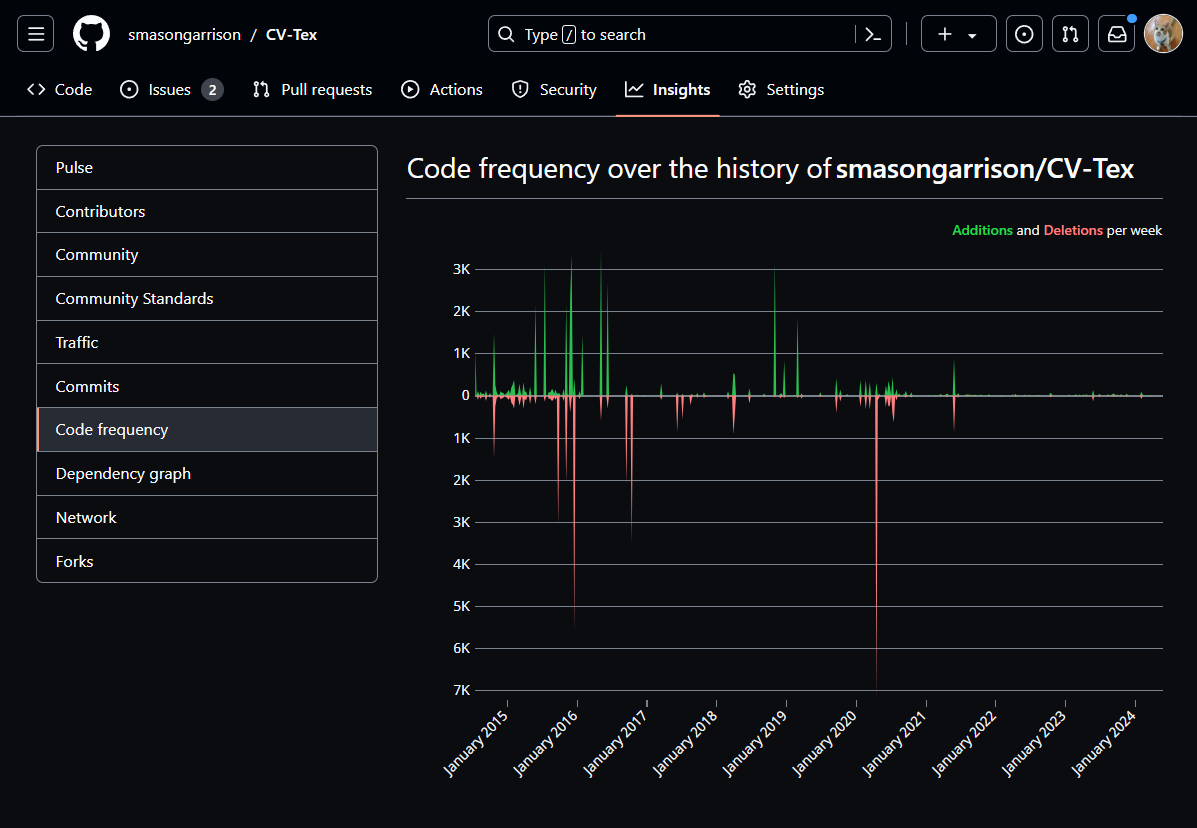 smasongarrison / CV-Tex
Type / to search
Code
Issues 2
Pull requests
Actions
Security
Insights
Settings
Pulse
Contributors
Community
Community Standards
Traffic
Commits
Code frequency
Dependency graph
Network
Forks
Code frequency over the history of smasongarrison/CV-Tex
Additions and Deletions per week
3K
2K
1K
0
1K
2K
3K
4K
5K
6K
7K
January 2015
January 2016
January 2017
January 2018
January 2019
January 2020
January 2021
January 2022
January 2023
January 2024